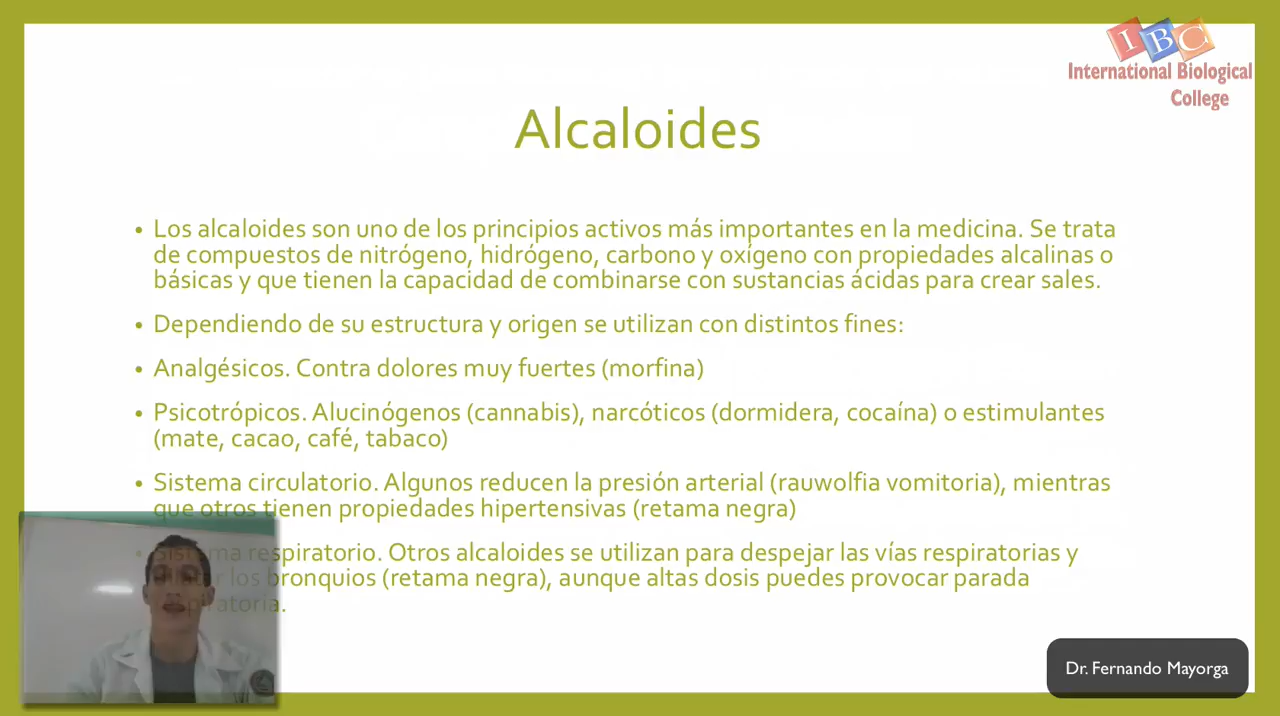 IBC
International Biological
College
Alcaloides
• Los alcaloides son uno de los principios activos más importantes en la medicina. Se trata
de compuestos de nitrógeno, hidrógeno, carbono y oxígeno con propiedades alcalinas o
básicas y que tienen la capacidad de combinarse con sustancias ácidas para crear sales.
• Dependiendo de su estructura y origen se utilizan con distintos fines:
• Analgésicos. Contra dolores muy fuertes (morfina)
• Psicotrópicos. Alucinógenos (cannabis), narcóticos (dormidera, cocaína) o estimulantes
(mate, cacao, café, tabaco)
• Sistema circulatorio. Algunos reducen la presión arterial (rauwolfia vomitoria), mientras
que otros tienen propiedades hipertensivas (retama negra)
• Sistema respiratorio. Otros alcaloides se utilizan para despejar las vías respiratorias y
los bronquios (retama negra), aunque altas dosis puedes provocar parada
Dr. Fernando Mayorga